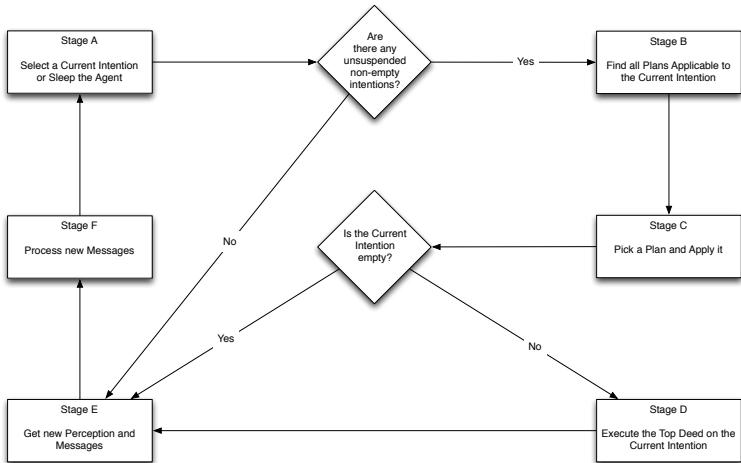 Stage A
Select a Current Intention
or Sleep the Agent
Are
there any
unsuspended
non-empty
intentions?
Yes
Stage B
Find all Plans Applicable to
the Current Intention
Stage F
Process new Messages
No
Is the Current
Intention
empty?
Stage C
Pick a Plan and Apply it
Yes
No
Stage E
Get new Perception and
Messages
Stage D
Execute the Top Deed on the
Current Intention